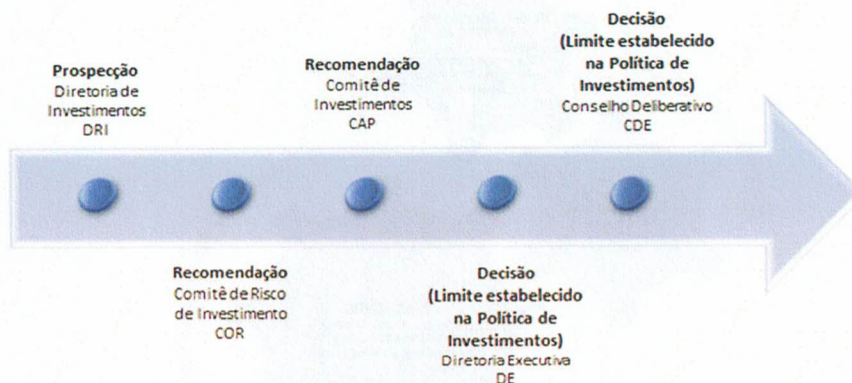 Prospecção
Diretoria de
Investimentos
DRI
Recomendação
Comitê de Risco
de Investimento
COR
Recomendação
Comitê de
Investimentos
CAP
Decisão
(Limite estabelecido
na Política de
Investimentos)
Diretoria Executiva
DE
Decisão
(Limite estabelecido
na Política de
Investimentos)
Conselho Deliberativo
CDE